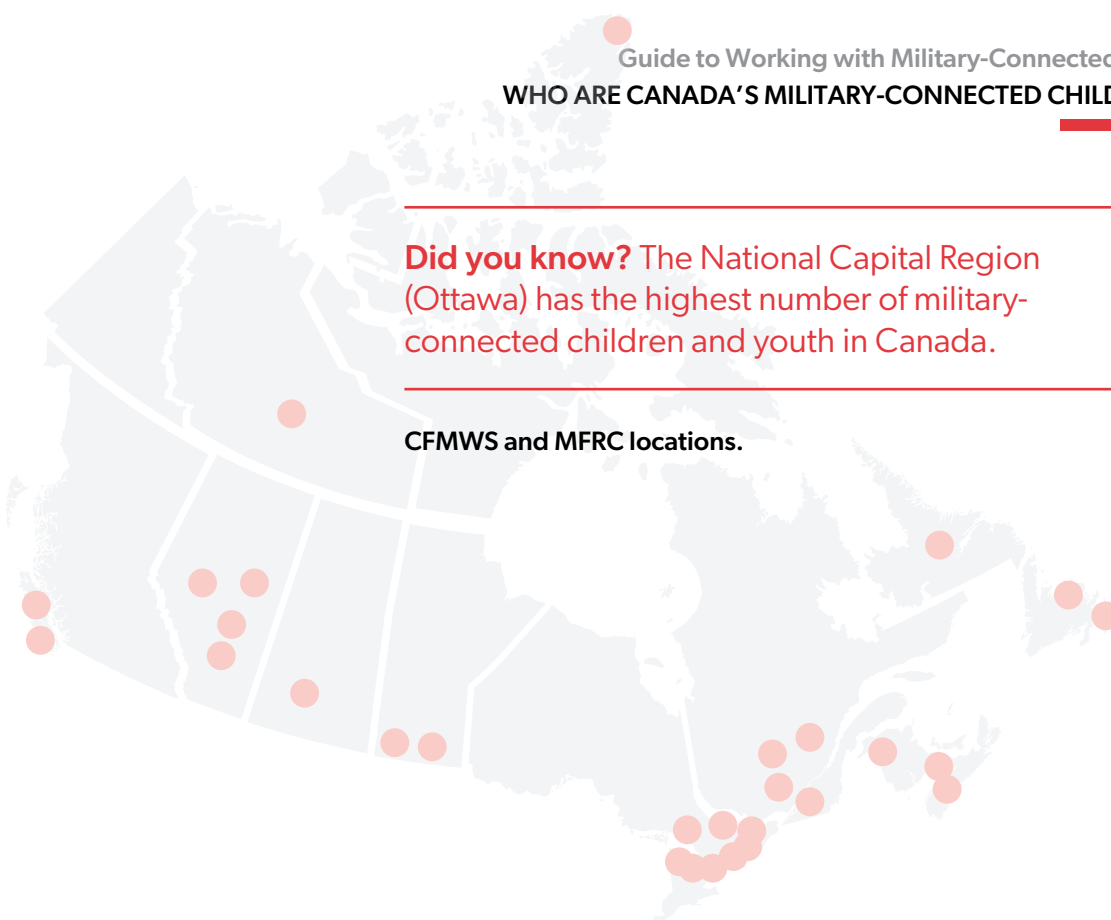 Guide to Working with Military-Connected
WHO ARE CANADA’S MILITARY-CONNECTED CHILD
Did you know? The National Capital Region
(Ottawa) has the highest number of military-
connected children and youth in Canada.
CFMWS and MFRC locations.